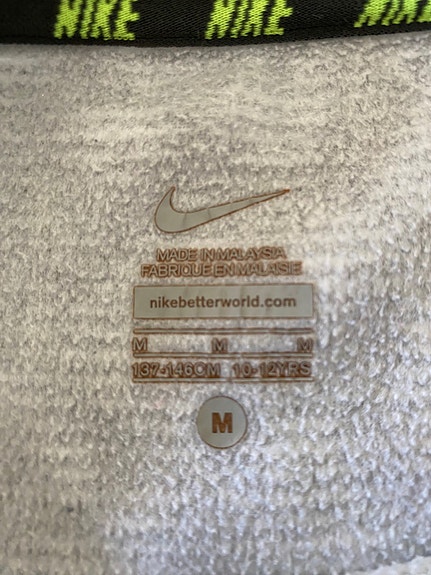 NIKE NIKE NIKE
MADE IN MALAYSIA
FABRIQUE EN MALAISIE
nikebetterworld.com
M M M
137-146CM 10-12YRS
M